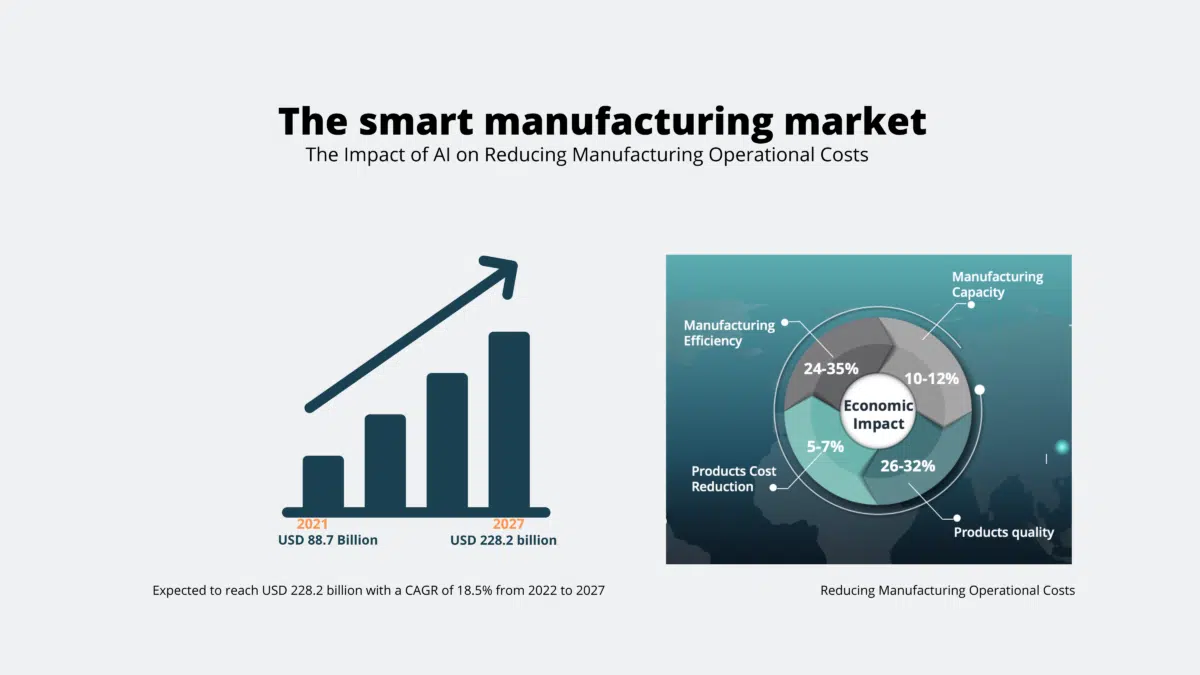 The smart manufacturing market
The Impact of AI on Reducing Manufacturing Operational Costs
2021
USD 88.7 Billion
2027
USD 228.2 billion
Expected to reach USD 228.2 billion with a CAGR of 18.5% from 2022 to 2027
Manufacturing
Capacity
Manufacturing
Efficiency
24-35%
10-12%
Economic
Impact
5-7%
26-32%
Products Cost
Reduction
Products quality
Reducing Manufacturing Operational Costs